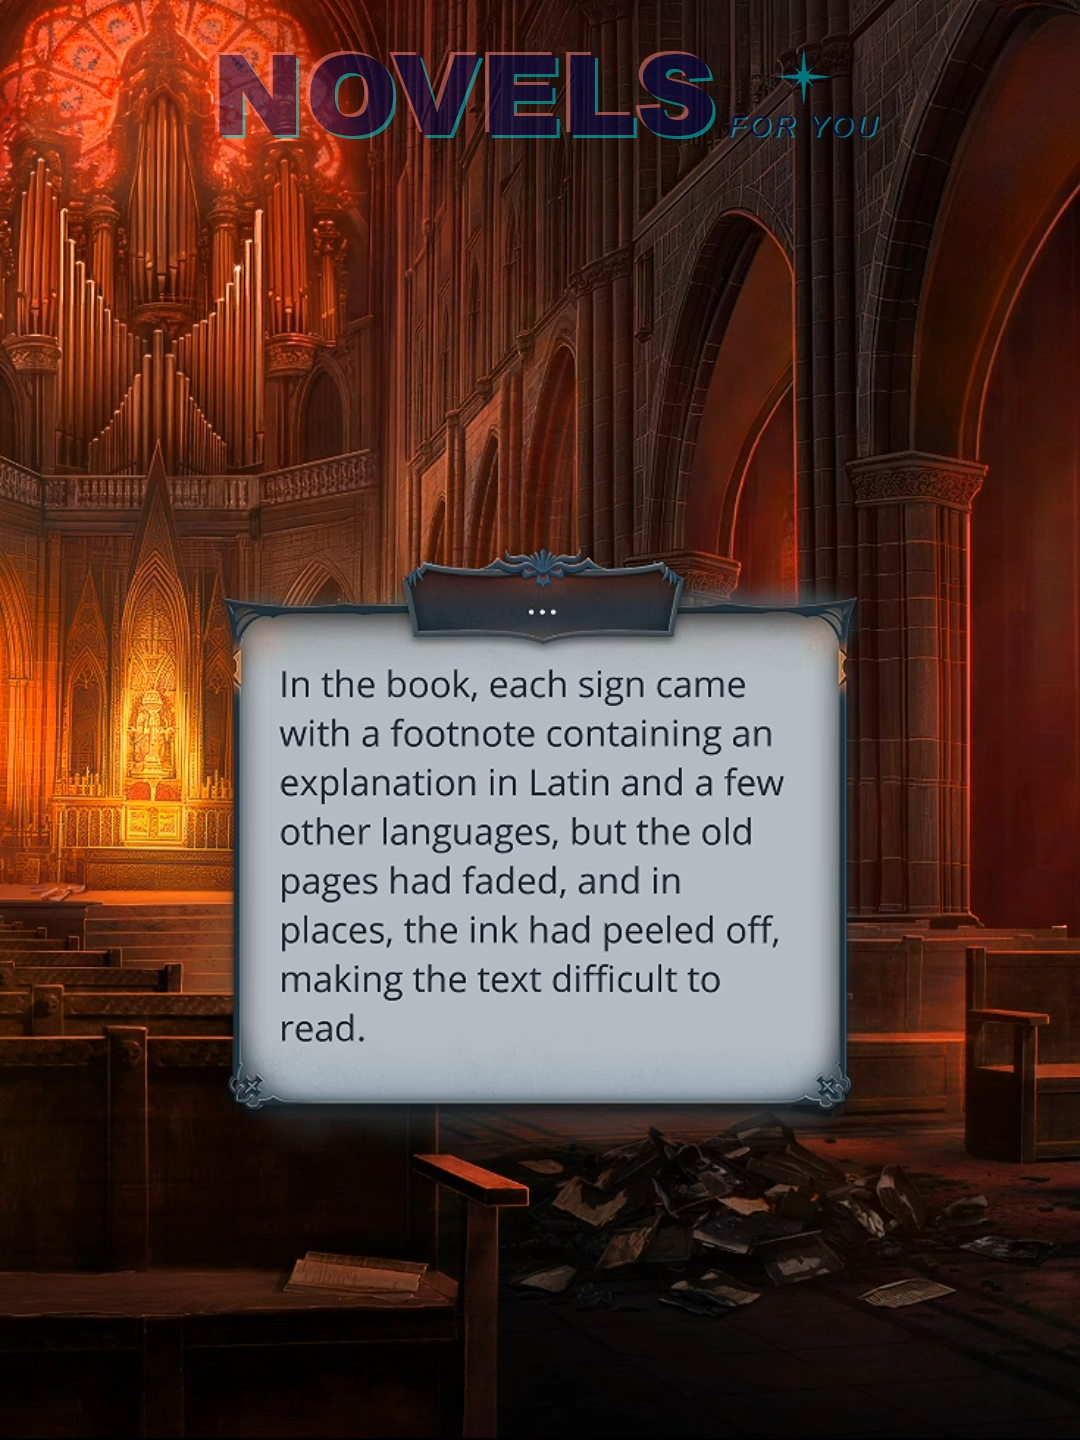 NOVELS
FOR YOU
...
In the book, each sign came
with a footnote containing an
explanation in Latin and a few
other languages, but the old
pages had faded, and in
places, the ink had peeled off,
making the text difficult to
read.